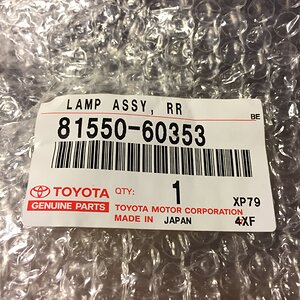 LAMP ASSY, RR
BE
81550-60353
TOYOTA
GENUINE PARTS
QTY:
1
XP79
TOYOTA MOTOR CORPORATION
MADE IN JAPAN
4XF